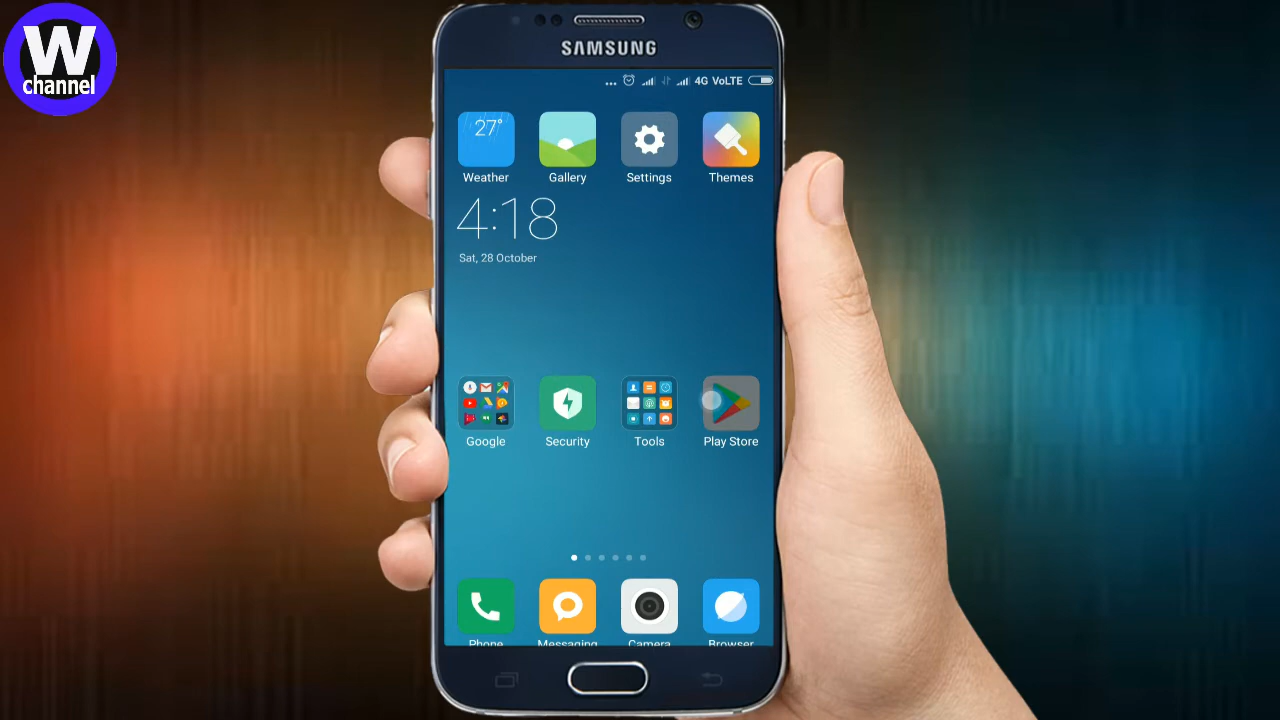 W
channel
SAMSUNG
... 4G VoLTE
27°
Weather
Gallery
Settings
Themes
4:18
Sat, 28 October
Google
Security
Tools
Play Store
Phone
Messaging
Camera
Browser